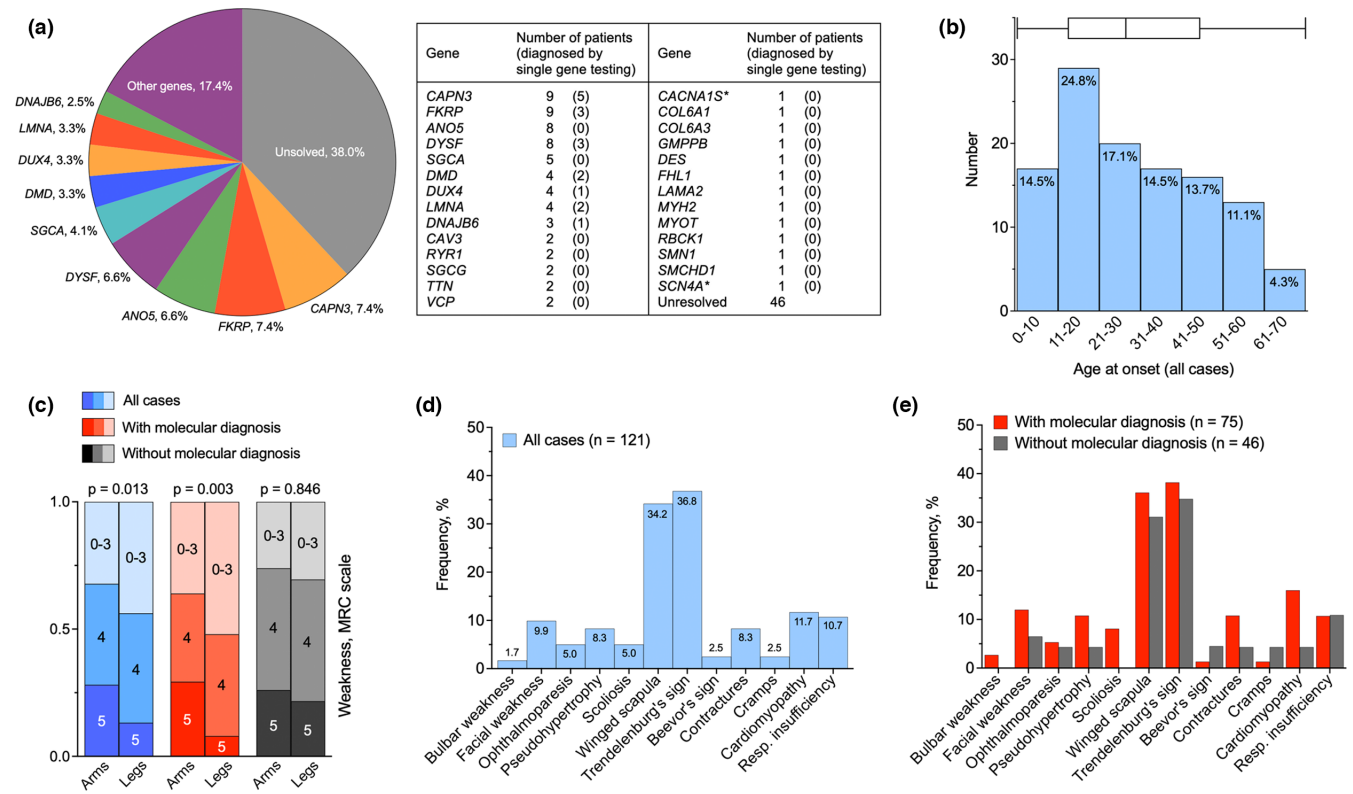 (a)
Other genes, 17.4%
DNAJB6, 2.5%
LMNA, 3.3%
DUX4, 3.3%
DMD, 3.3%
SGCA, 4.1%
DYSF, 6.6%
ANO5, 6.6%
FKRP, 7.4%
CAPN3, 7.4%
Unsolved, 38.0%
Gene Number of patients (diagnosed by single gene testing) Gene Number of patients (diagnosed by single gene testing)
CAPN3 9 (5) CACNA1S* 1 (0)
FKRP 9 (3) COL6A1 1 (0)
ANO5 8 (0) COL6A3 1 (0)
DYSF 8 (3) GMPPB 1 (0)
SGCA 5 (0) DES 1 (0)
DMD 4 (2) FHL1 1 (0)
DUX4 4 (1) LAMA2 1 (0)
LMNA 4 (2) MYH2 1 (0)
DNAJB6 3 (1) MYOT 1 (0)
CAV3 2 (0) RBCK1 1 (0)
RYR1 2 (0) SMN1 1 (0)
SGCG 2 (0) SMCHD1 1 (0)
TTN 2 (0) SCN4A* 1 (0)
VCP 2 (0) Unresolved 46
(b)
Number
30
20
10
0
14.5%
24.8%
17.1%
14.5%
13.7%
11.1%
4.3%
0-10
11-20
21-30
31-40
41-50
51-60
61-70
Age at onset (all cases)
(c)
All cases
With molecular diagnosis
Without molecular diagnosis
p = 0.013 p = 0.003 p = 0.846
1.0
0.5
0.0
0-3 0-3 0-3 0-3 0-3 0-3
4 4 4 4 4 4
5 5 5 5 5 5
Arms Legs Arms Legs Arms Legs
Weakness, MRC scale
(d)
All cases (n = 121)
Frequency, %
50
40
30
20
10
0
1.7
9.9
5.0
8.3
5.0
34.2
36.8
2.5
8.3
2.5
11.7
10.7
Bulbar weakness
Facial weakness
Ophthalmoparesis
Pseudohypertrophy
Scoliosis
Winged scapula
Trendelenburg's sign
Beevor's sign
Contractures
Cramps
Cardiomyopathy
Resp. insufficiency
(e)
With molecular diagnosis (n = 75)
Without molecular diagnosis (n = 46)
Frequency, %
50
40
30
20
10
0
Bulbar weakness
Facial weakness
Ophthalmoparesis
Pseudohypertrophy
Scoliosis
Winged scapula
Trendelenburg's sign
Beevor's sign
Contractures
Cramps
Cardiomyopathy
Resp. insufficiency